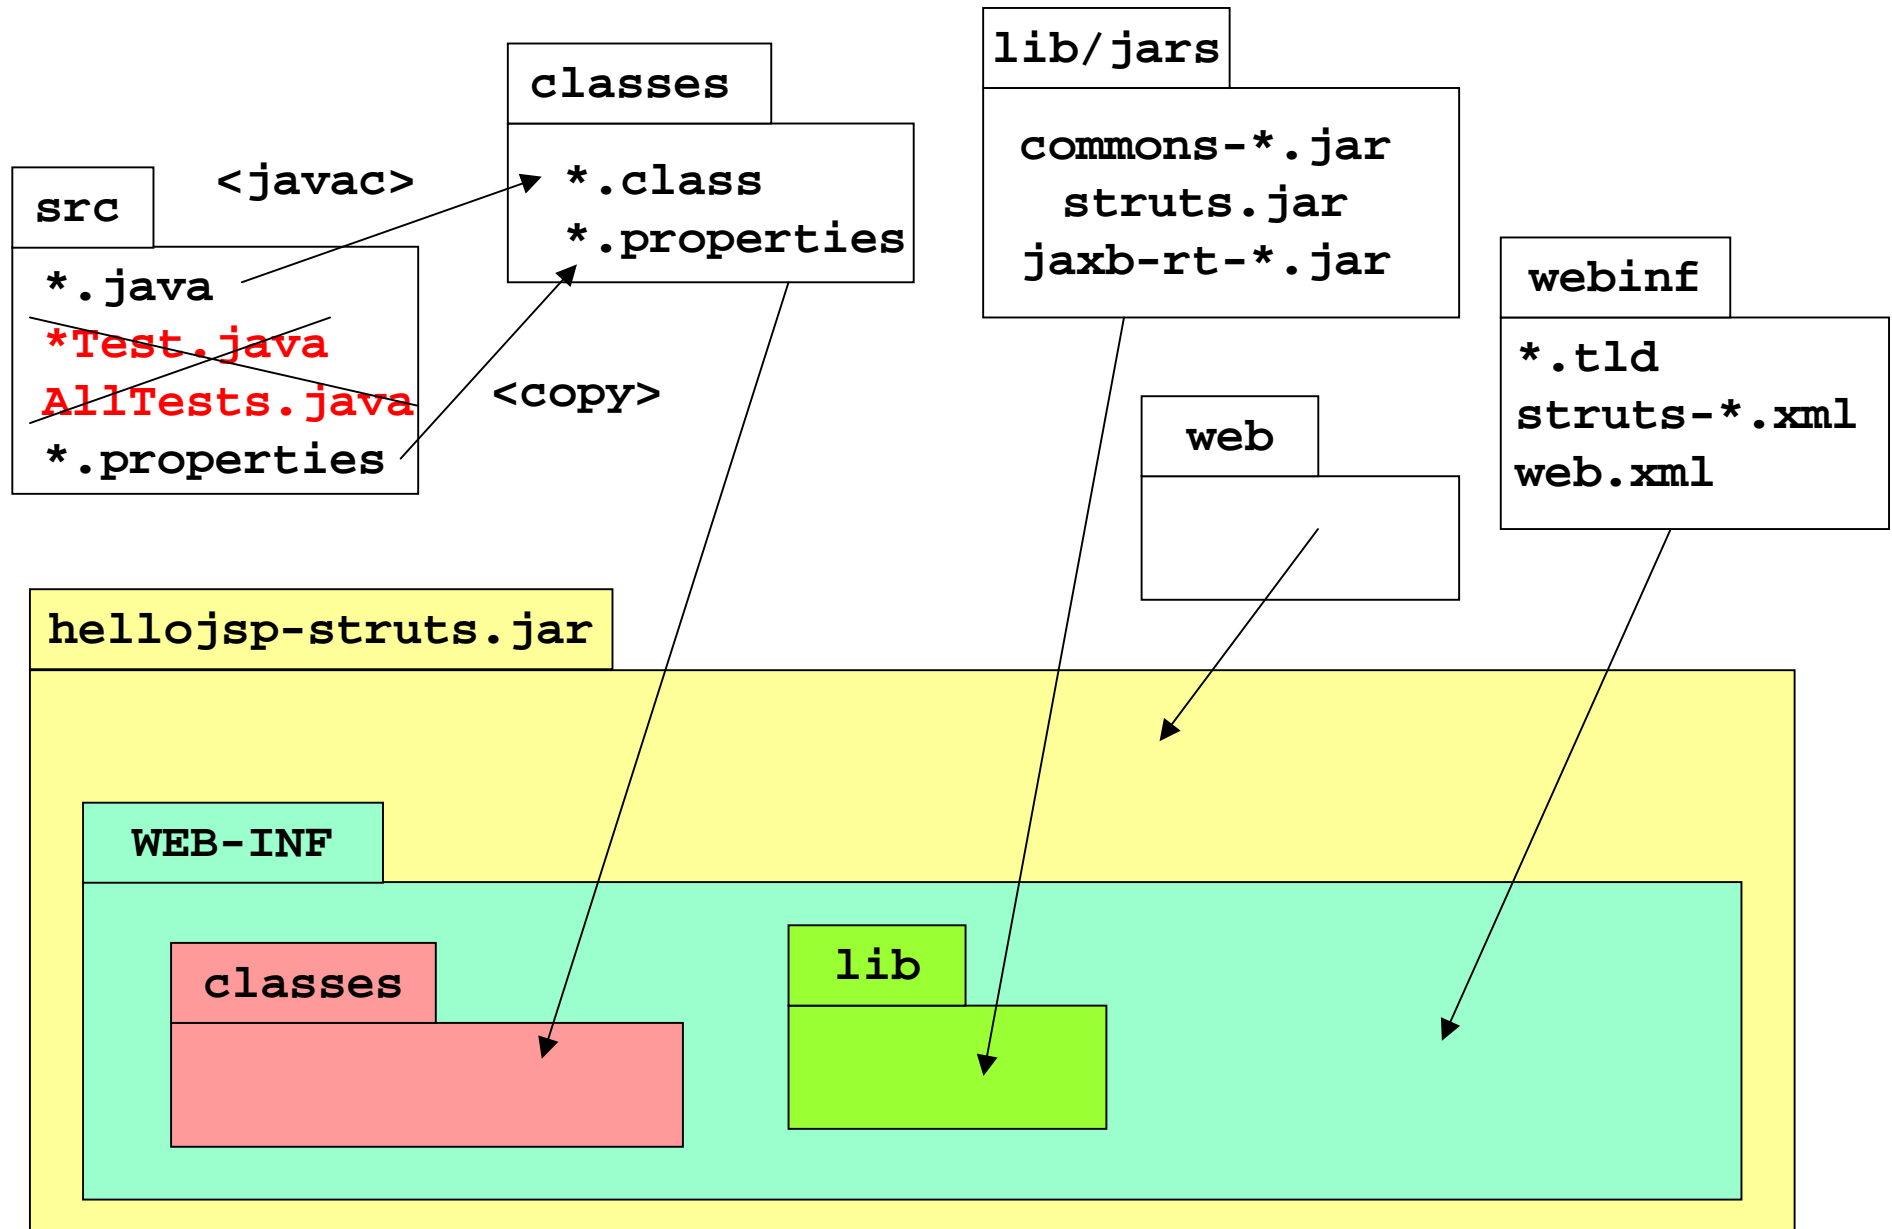 lib/jars
commons-*.jar
struts.jar
jaxb-rt-*.jar
classes
*.class
*.properties
<javac>
src
*.java
*Test.java
AllTests.java
*.properties
<copy>
webinf
*.tld
struts-*.xml
web.xml
web
hellojsp-struts.jar
WEB-INF
classes
lib